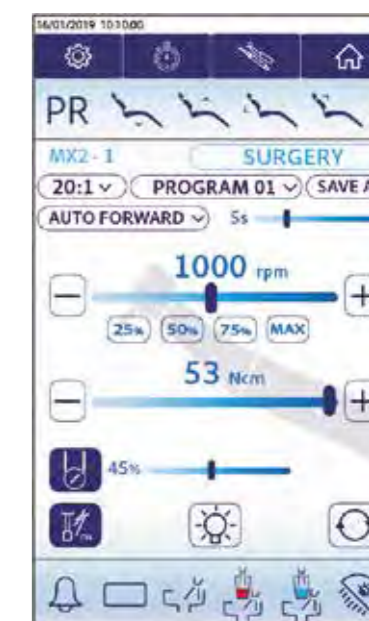 16/01/2019 10:10:00
PR
MX2 - 1 SURGERY
20:1 PROGRAM 01 SAVE A
AUTO FORWARD 5s
1000 rpm
25% 50% 75% MAX
53 Ncm
45%